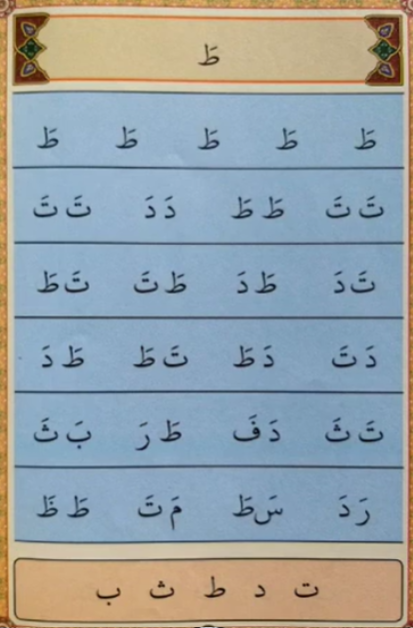 طَ
طَ طَ طَ طَ طَ
تَ تَ طَ طَ دَ دَ تَ تَ
تَ دَ طَ دَ طَ تَ تَ طَ
دَ تَ دَ طَ تَ طَ طَ دَ
تَ ثَ دَ فَ طَ رَ بَ ثَ
رَ دَ سَ طَ مَ تَ طَ ظَ
ت د ط ث ب